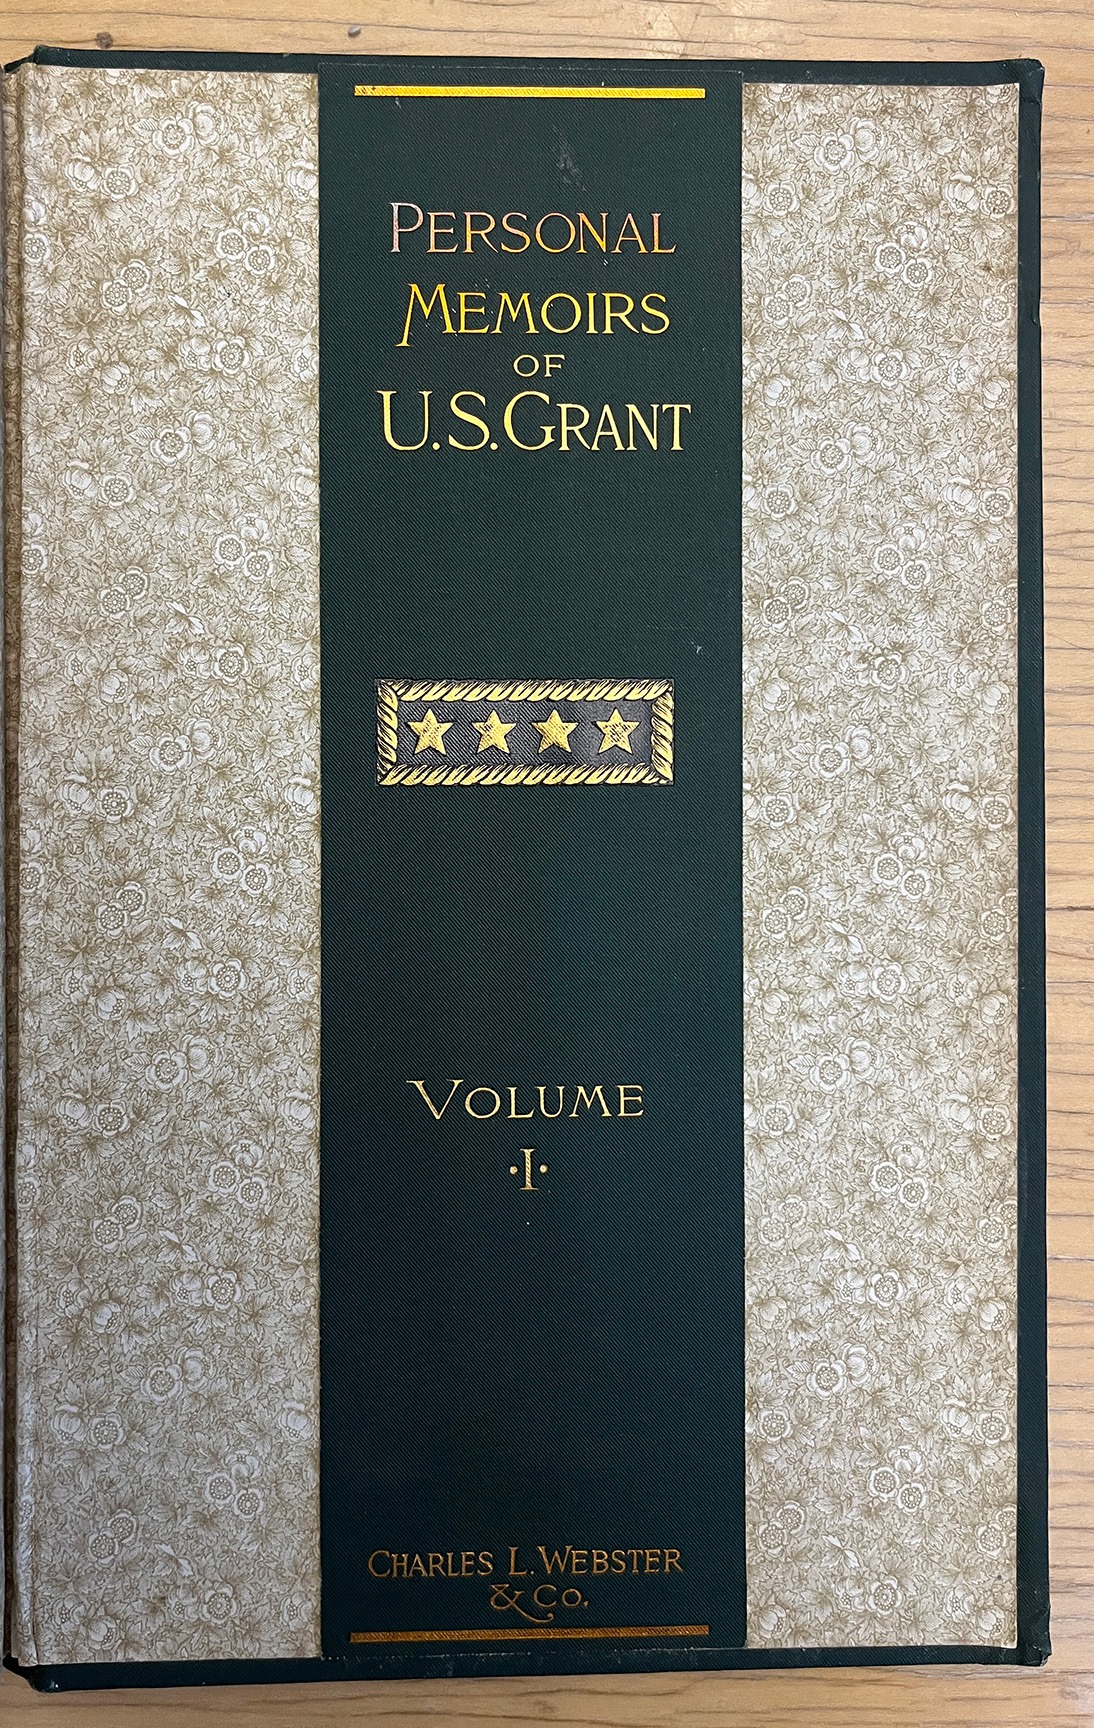 PERSONAL
MEMOIRS
OF
U.S. GRANT
VOLUME
·I·
CHARLES L. WEBSTER
& CO.